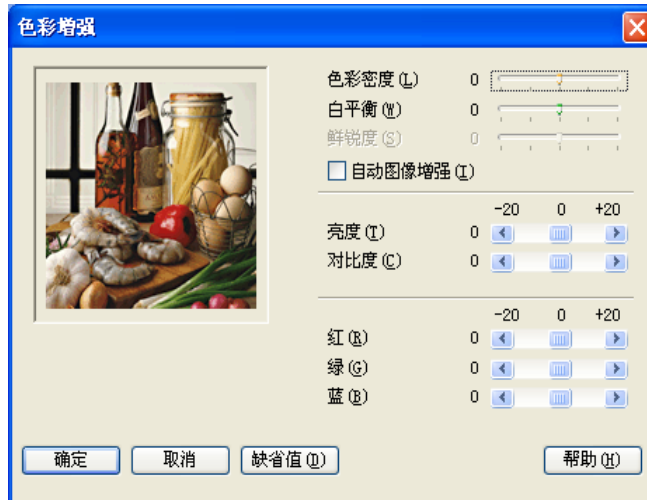 色彩增强
色彩密度(L) 0
白平衡(W) 0
鲜锐度(S) 0
自动图像增强(I)
-20 0 +20
亮度(T) 0
对比度(C) 0
-20 0 +20
红(R) 0
绿(G) 0
蓝(B) 0
确定 取消 缺省值(D) 帮助(H)